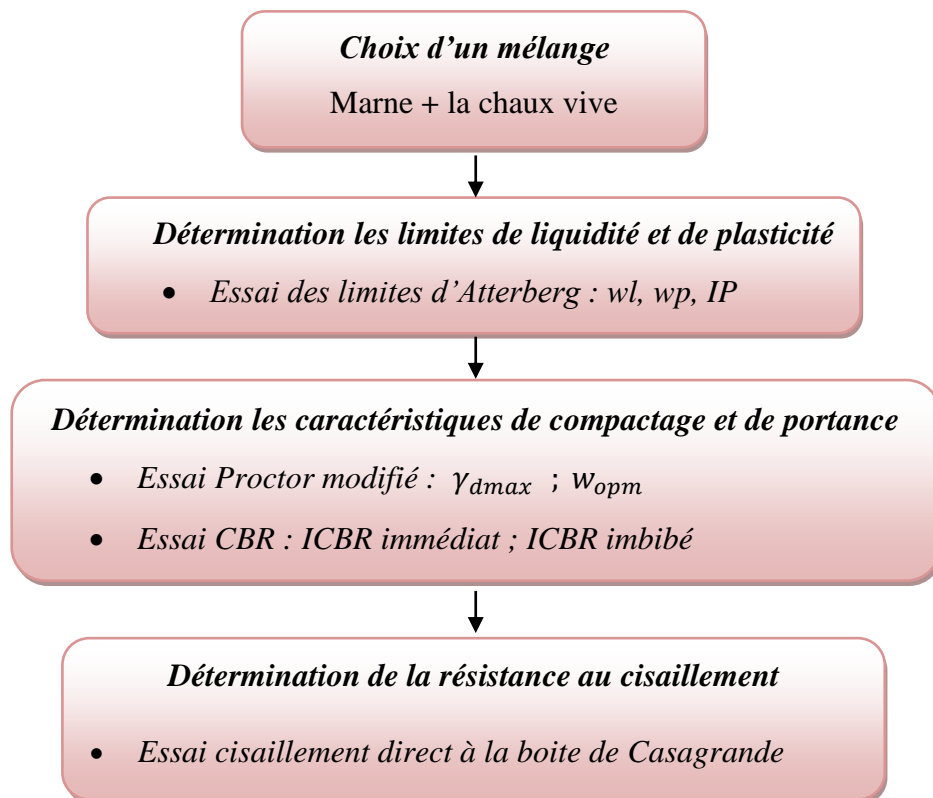 Choix d’un mélange
Marne + la chaux vive
Détermination les limites de liquidité et de plasticité
• Essai des limites d’Atterberg : wl, wp, IP
Détermination les caractéristiques de compactage et de portance
• Essai Proctor modifié : γdmax ; wopm
• Essai CBR : ICBR immédiat ; ICBR imbibé
Détermination de la résistance au cisaillement
• Essai cisaillement direct à la boite de Casagrande